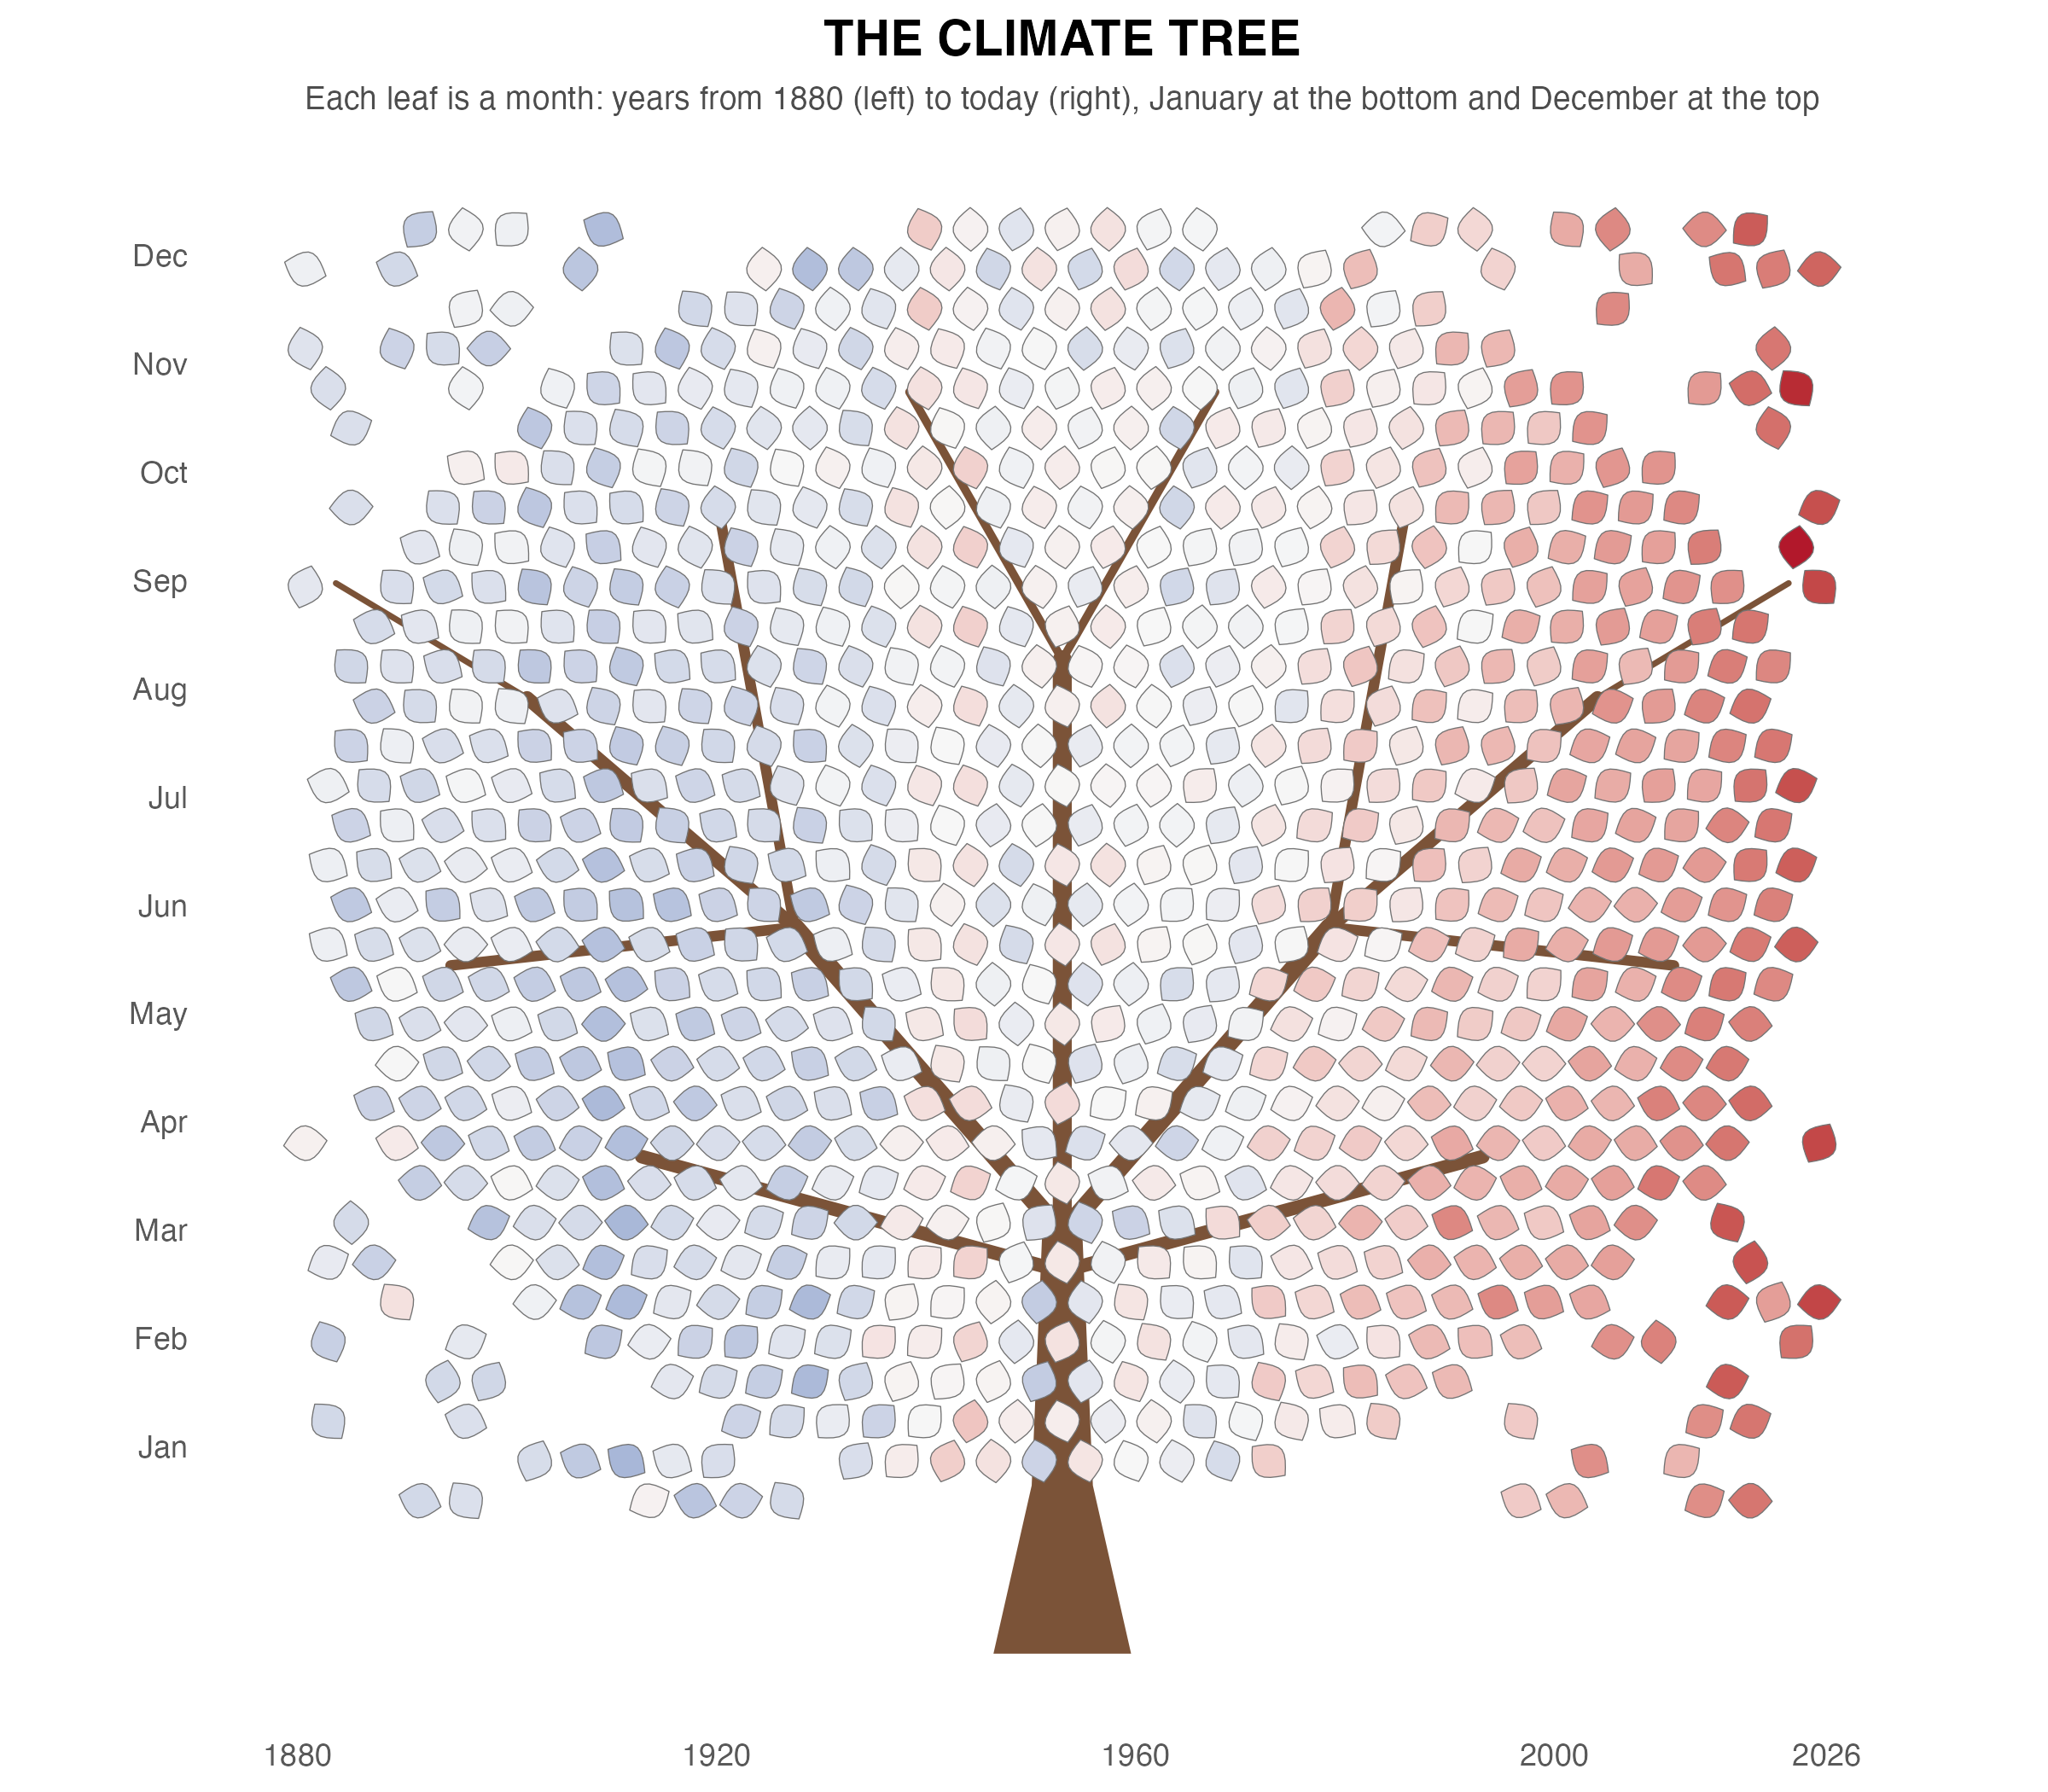 THE CLIMATE TREE
Each leaf is a month: years from 1880 (left) to today (right), January at the bottom and December at the top
Dec
Nov
Oct
Sep
Aug
Jul
Jun
May
Apr
Mar
Feb
Jan
1880 1920 1960 2000 2026